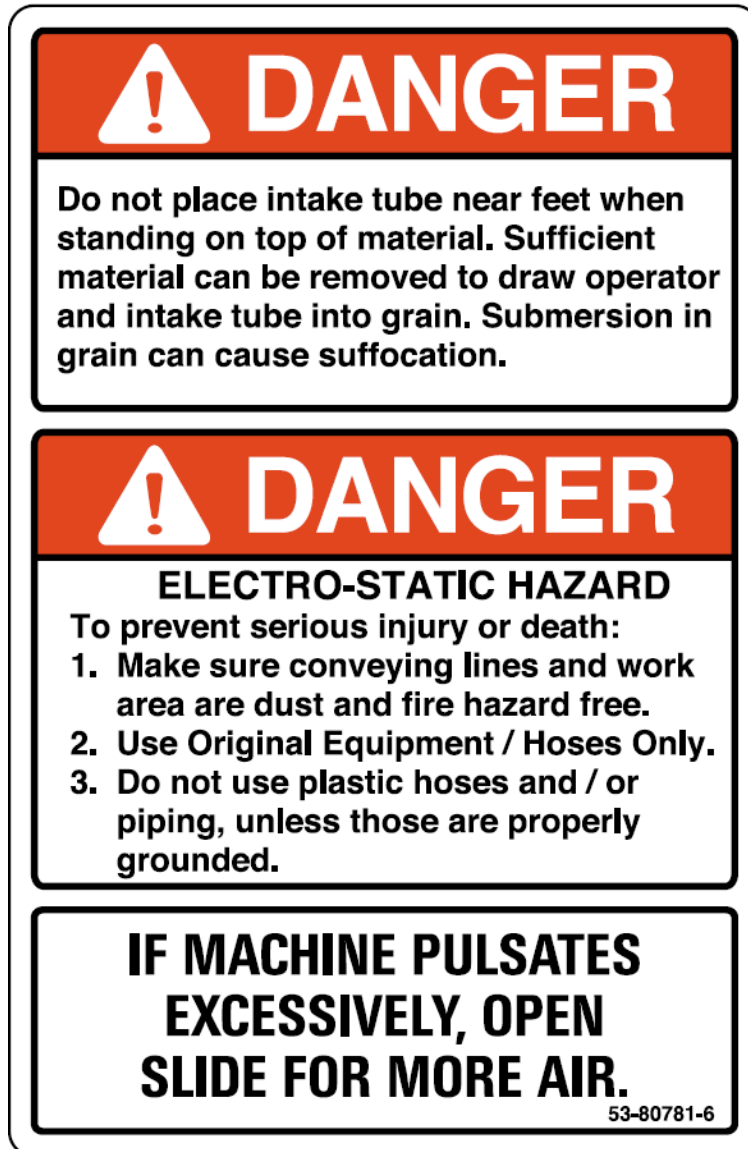 DANGER
Do not place intake tube near feet when
standing on top of material. Sufficient
material can be removed to draw operator
and intake tube into grain. Submersion in
grain can cause suffocation.
DANGER
ELECTRO-STATIC HAZARD
To prevent serious injury or death:
1. Make sure conveying lines and work
area are dust and fire hazard free.
2. Use Original Equipment / Hoses Only.
3. Do not use plastic hoses and / or
piping, unless those are properly
grounded.
IF MACHINE PULSATES
EXCESSIVELY, OPEN
SLIDE FOR MORE AIR.
53-80781-6